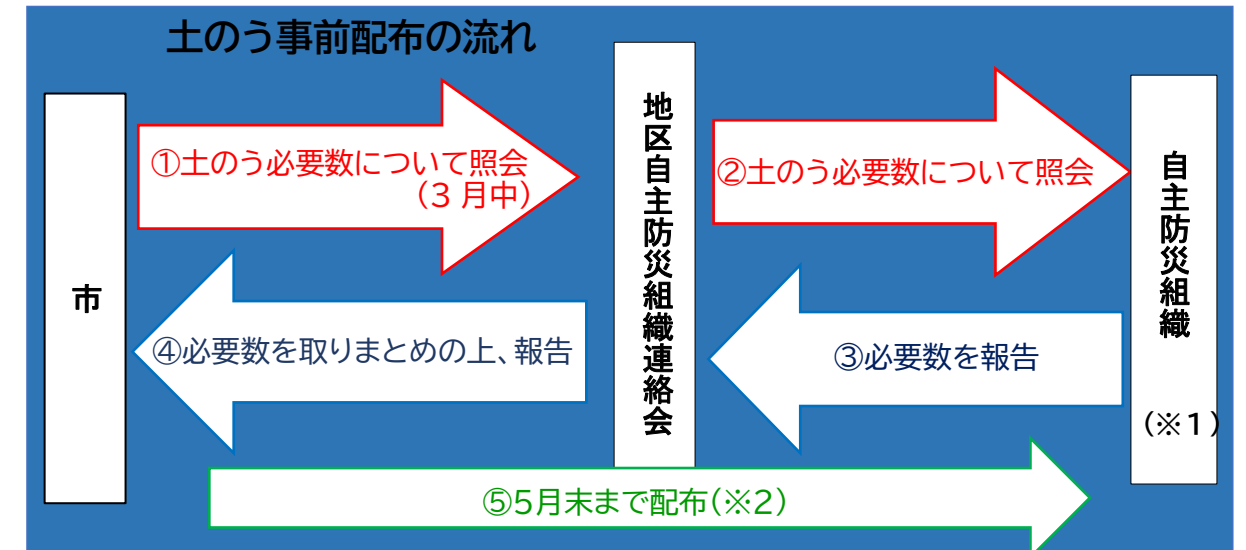 土のう事前配布の流れ
市
①土のう必要数について照会
(3 月中)
地区自主防災組織連絡会
②土のう必要数について照会
自主防災組織
(※1)
④必要数を取りまとめの上、報告
③必要数を報告
⑤5月末まで配布(※2)